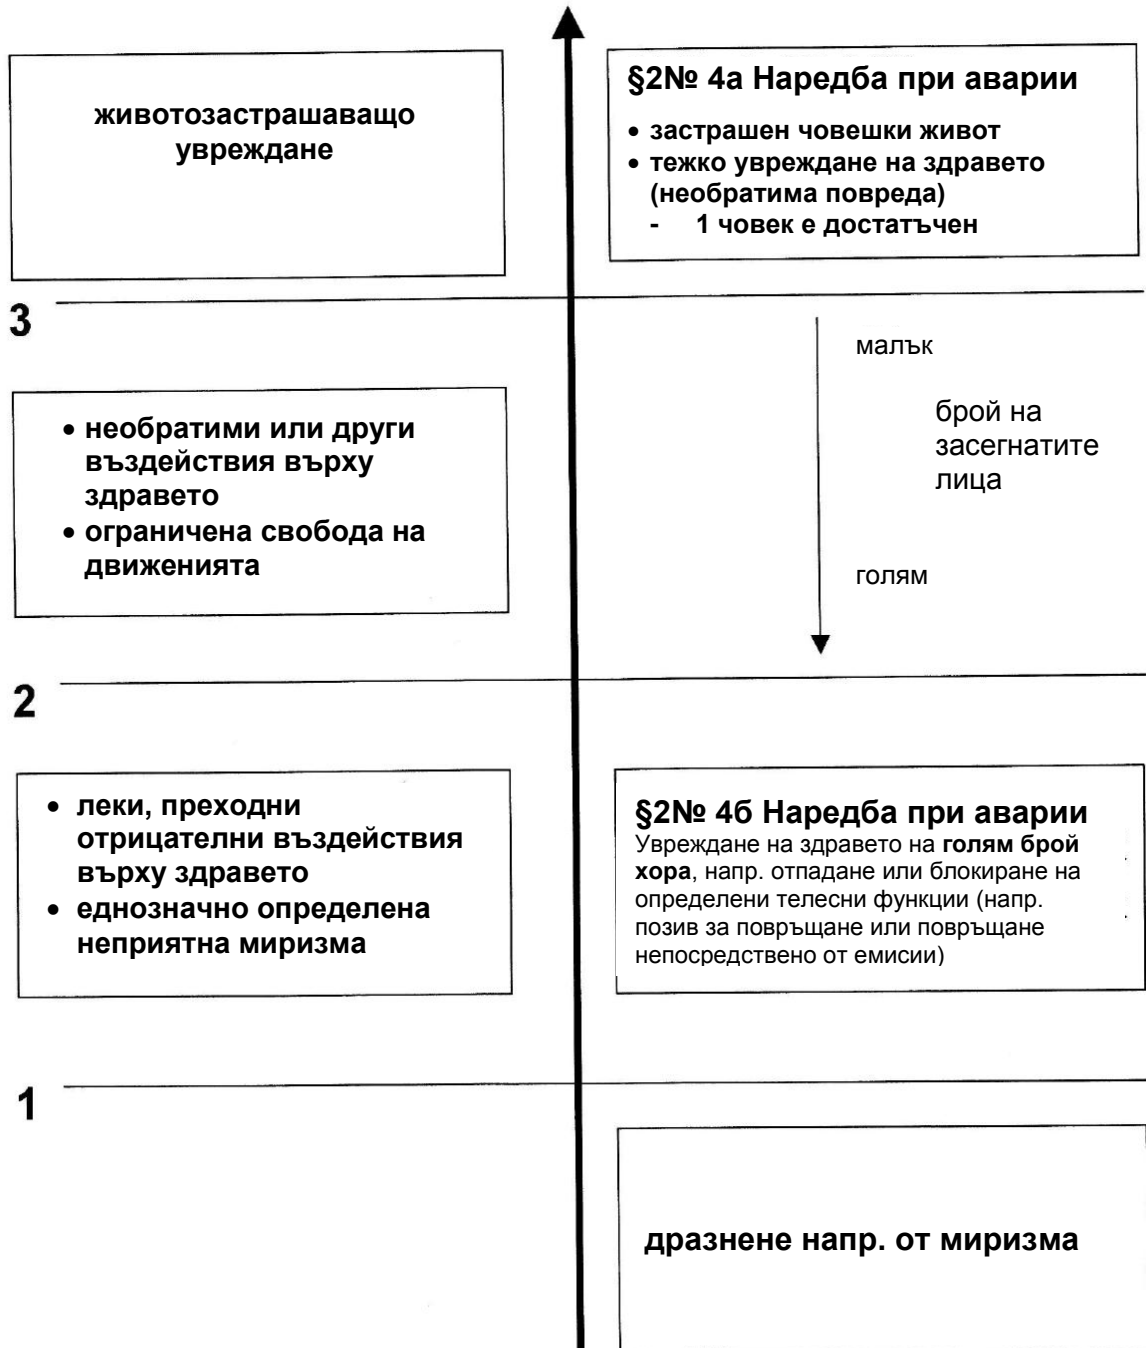 животозастрашаващо
увреждане
§2№ 4а Наредба при аварии
• застрашен човешки живот
• тежко увреждане на здравето
(необратима повреда)
- 1 човек е достатъчен
3
• необратими или други
въздействия върху
здравето
• ограничена свобода на
движенията
малък
брой на
засегнатите
лица
голям
2
• леки, преходни
отрицателни въздействия
върху здравето
• еднозначно определена
неприятна миризма
§2№ 4б Наредба при аварии
Увреждане на здравето на голям брой
хора, напр. отпадане или блокиране на
определени телесни функции (напр.
позив за повръщане или повръщане
непосредствено от емисии)
1
дразнене напр. от миризма